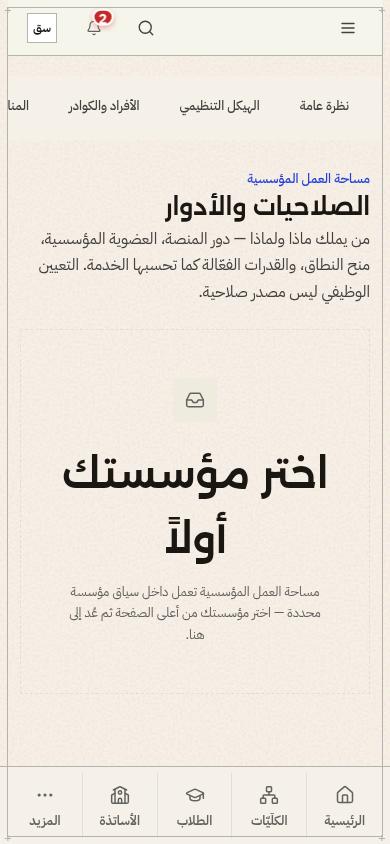 2
سق
نظرة عامة
الهيكل التنظيمي
الأفراد والكوادر
المنا
مساحة العمل المؤسسية
الصلاحيات والأدوار
من يملك ماذا ولماذا — دور المنصة، العضوية المؤسسية،
منح النطاق، والقدرات الفعّالة كما تحسبها الخدمة. التعيين
الوظيفي ليس مصدر صلاحية.
اختر مؤسستك
أولاً
مساحة العمل المؤسسية تعمل داخل سياق مؤسسة
محددة — اختر مؤسستك من أعلى الصفحة ثم عُد إلى
هنا.
الرئيسية
الكلّيات
الطلاب
الأساتذة
المزيد